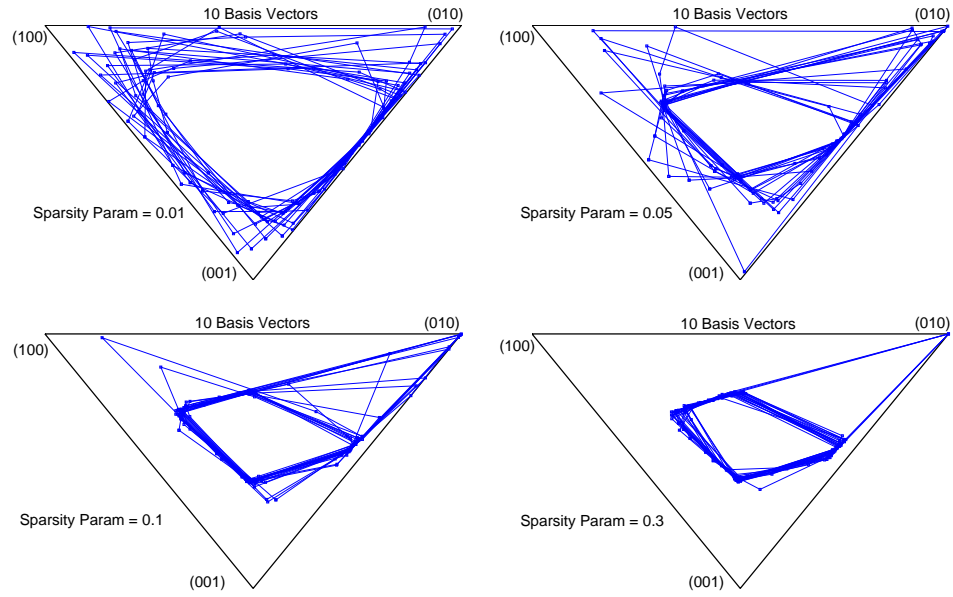 10 Basis Vectors
(010)
(100)
Sparsity Param = 0.01
(001)
10 Basis Vectors
(010)
(100)
Sparsity Param = 0.05
(001)
10 Basis Vectors
(010)
(100)
Sparsity Param = 0.1
(001)
10 Basis Vectors
(010)
(100)
Sparsity Param = 0.3
(001)